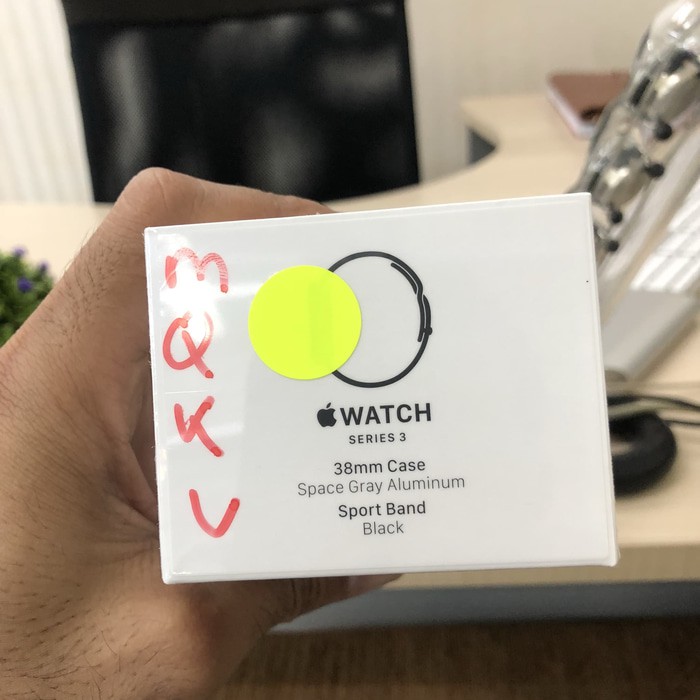 M
Q
K
V
WATCH
SERIES 3
38mm Case
Space Gray Aluminum
Sport Band
Black